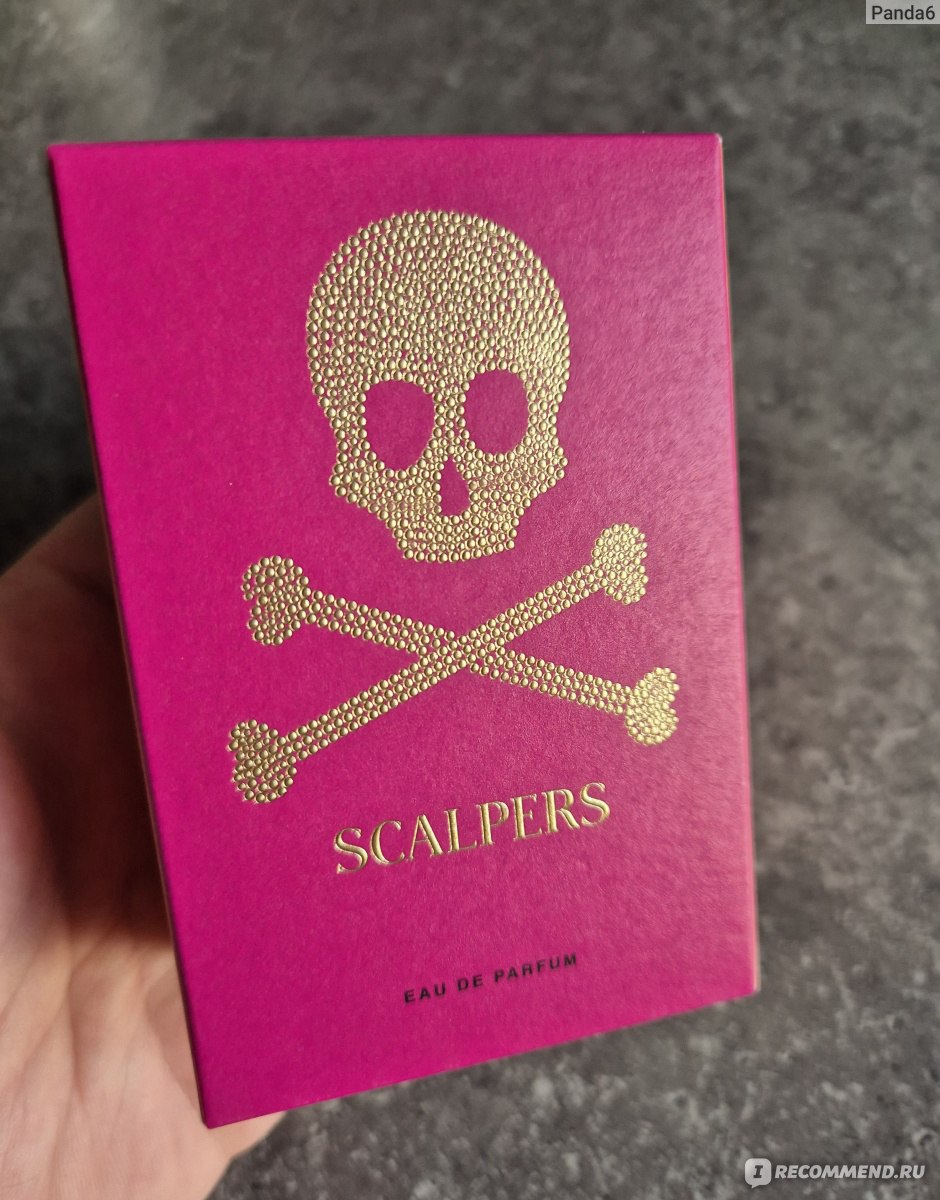 Panda6
SCALPERS
EAU DE PARFUM
I RECOMMEND.RU